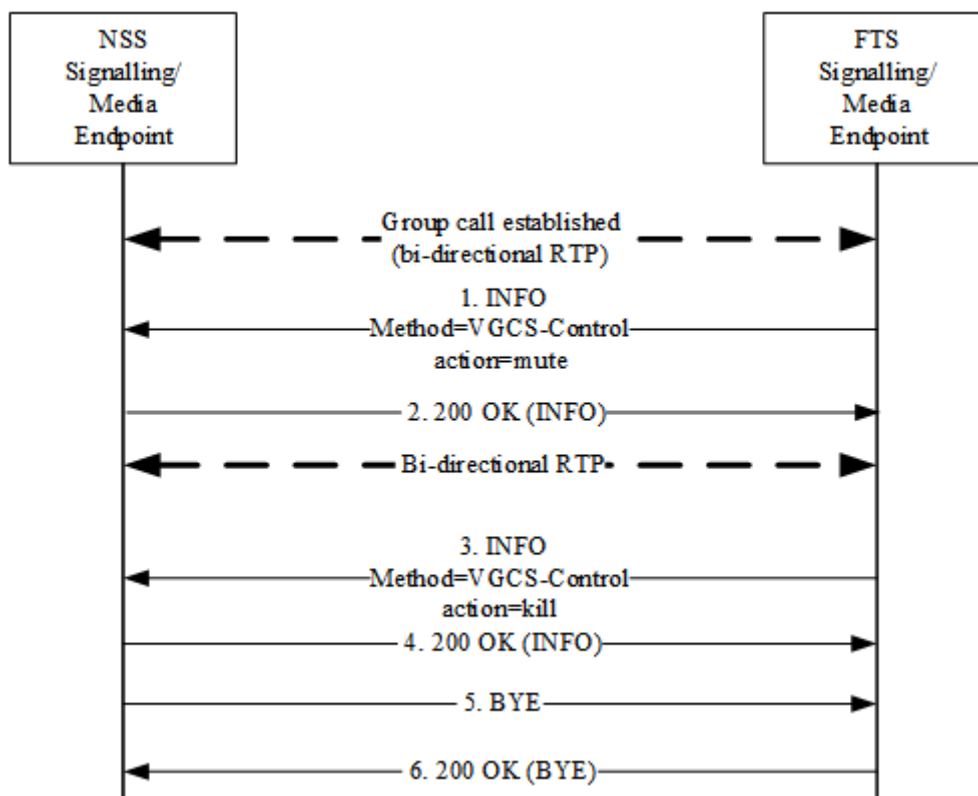 NSS
Signalling/
Media
Endpoint
FTS
Signalling/
Media
Endpoint
Group call established
(bi-directional RTP)
1. INFO
Method=VGCS-Control
action=mute
2. 200 OK (INFO)
Bi-directional RTP
3. INFO
Method=VGCS-Control
action=kill
4. 200 OK (INFO)
5. BYE
6. 200 OK (BYE)